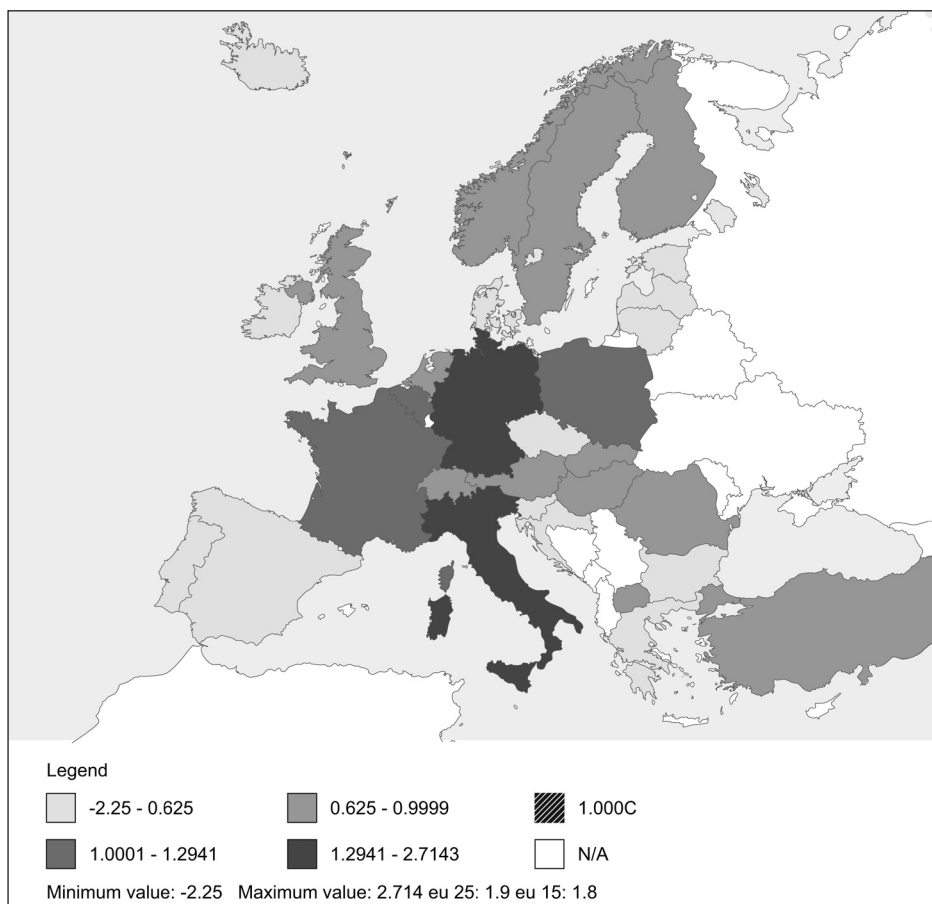 Legend
-2.25 - 0.625 0.625 - 0.9999 1.000C
1.0001 - 1.2941 1.2941 - 2.7143 N/A
Minimum value: -2.25 Maximum value: 2.714 eu 25: 1.9 eu 15: 1.8